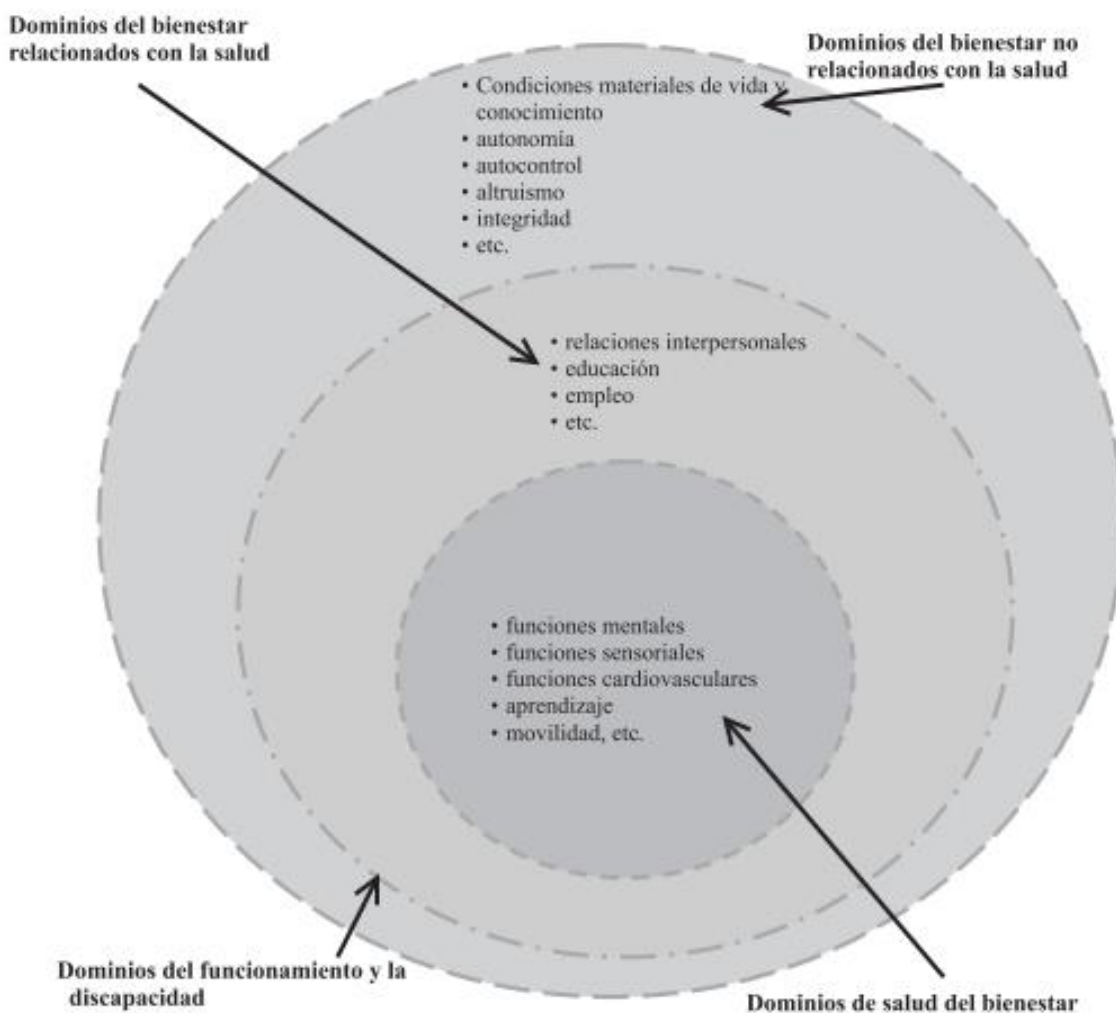 Dominios del bienestar
relacionados con la salud
Dominios del bienestar no
relacionados con la salud
• Condiciones materiales de vida y
conocimiento
• autonomía
• autocontrol
• altruismo
• integridad
• etc.
• relaciones interpersonales
• educación
• empleo
• etc.
• funciones mentales
• funciones sensoriales
• funciones cardiovasculares
• aprendizaje
• movilidad, etc.
Dominios del funcionamiento y la
discapacidad
Dominios de salud del bienestar